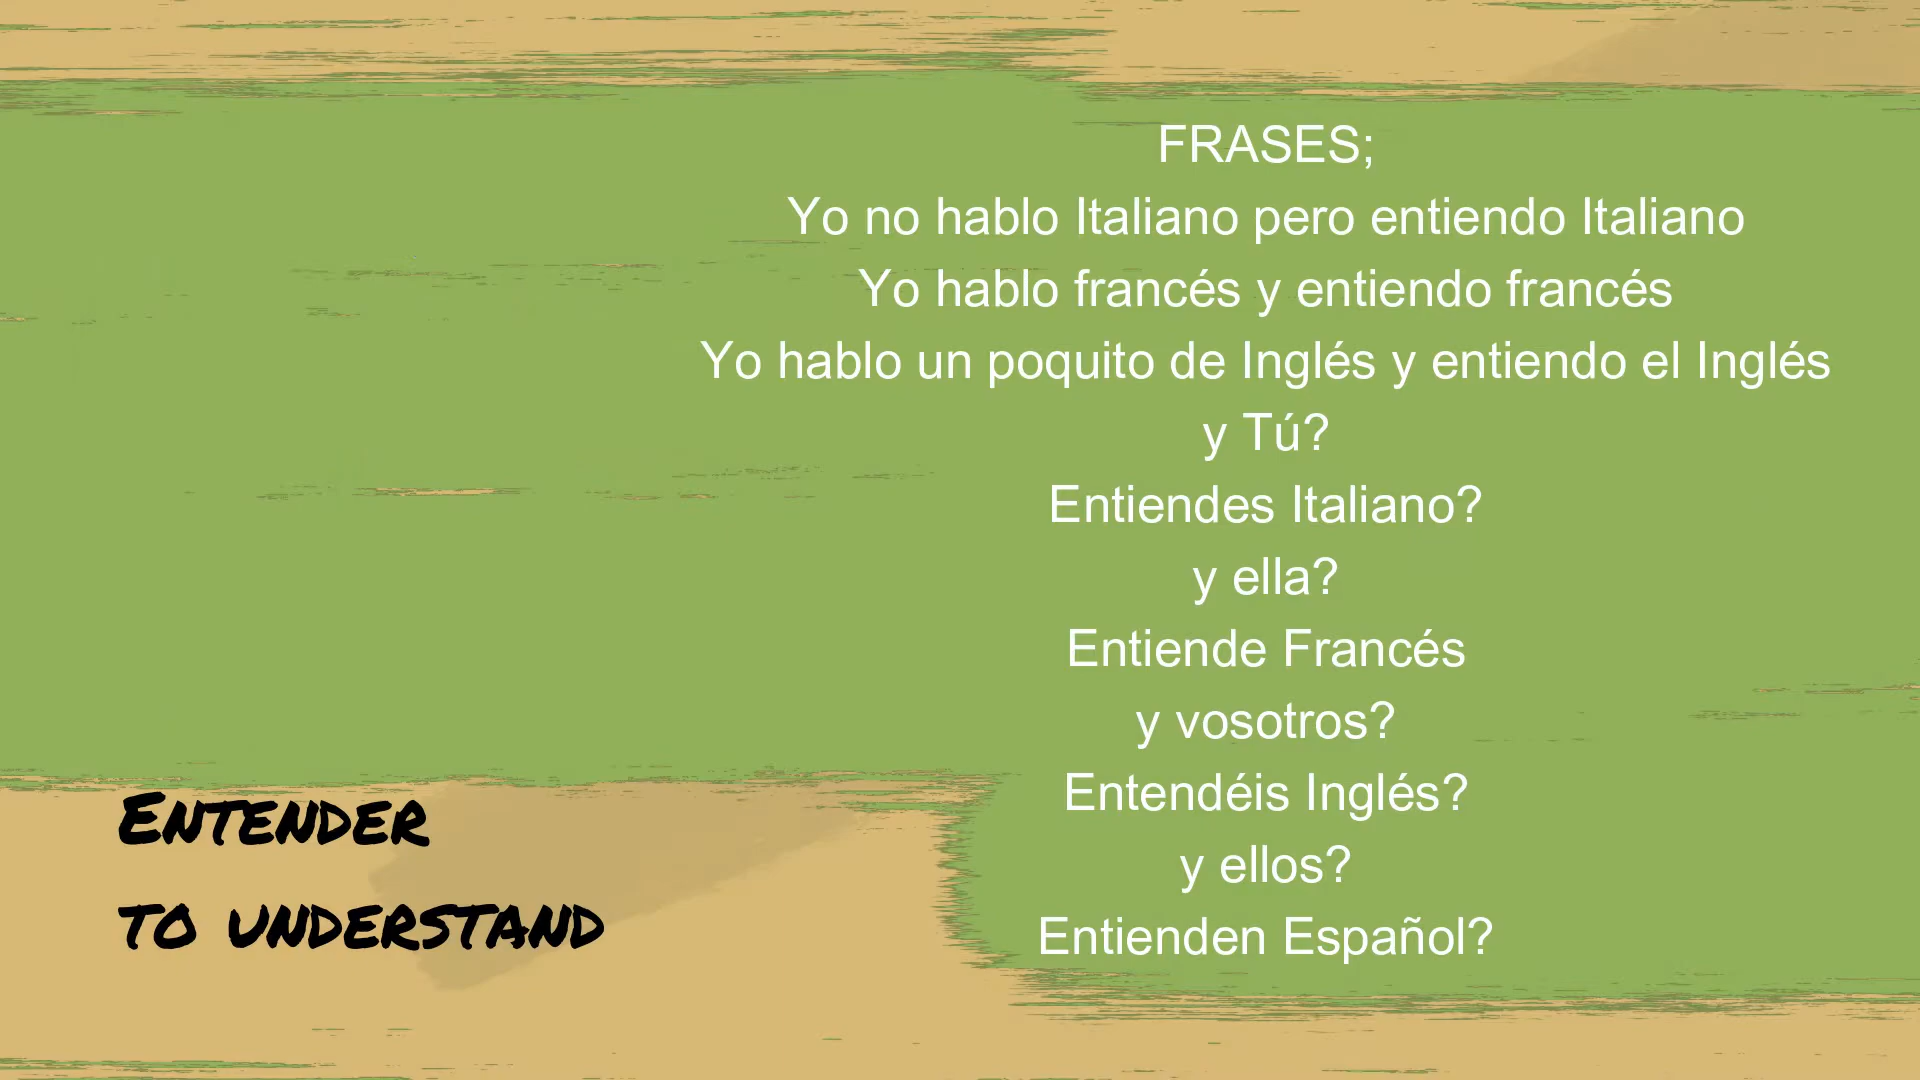 FRASES;
Yo no hablo Italiano pero entiendo Italiano
Yo hablo francés y entiendo francés
Yo hablo un poquito de Inglés y entiendo el Inglés
y Tú?
Entiendes Italiano?
y ella?
Entiende Francés
y vosotros?
Entendéis Inglés?
y ellos?
Entienden Español?
Entender
to understand